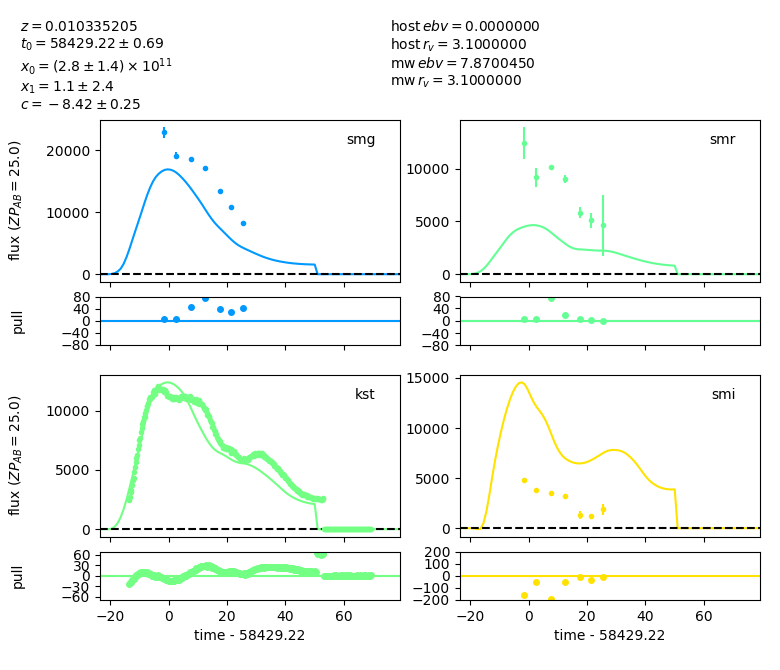 z = 0.010335205
t₀ = 58429.22 ± 0.69
x₀ = (2.8 ± 1.4) × 10¹¹
x₁ = 1.1 ± 2.4
c = −8.42 ± 0.25
host ebv = 0.0000000
host r_v = 3.1000000
mw ebv = 7.8700450
mw r_v = 3.1000000
smg
20000
10000
0
flux (ZP_AB = 25.0)
smr
10000
5000
0
80
40
0
−40
−80
pull
80
40
0
−40
−80
kst
10000
5000
0
flux (ZP_AB = 25.0)
smi
15000
10000
5000
0
60
30
0
−30
−60
pull
−20
0
20
40
60
time - 58429.22
200
100
0
−100
−200
−20
0
20
40
60
time - 58429.22